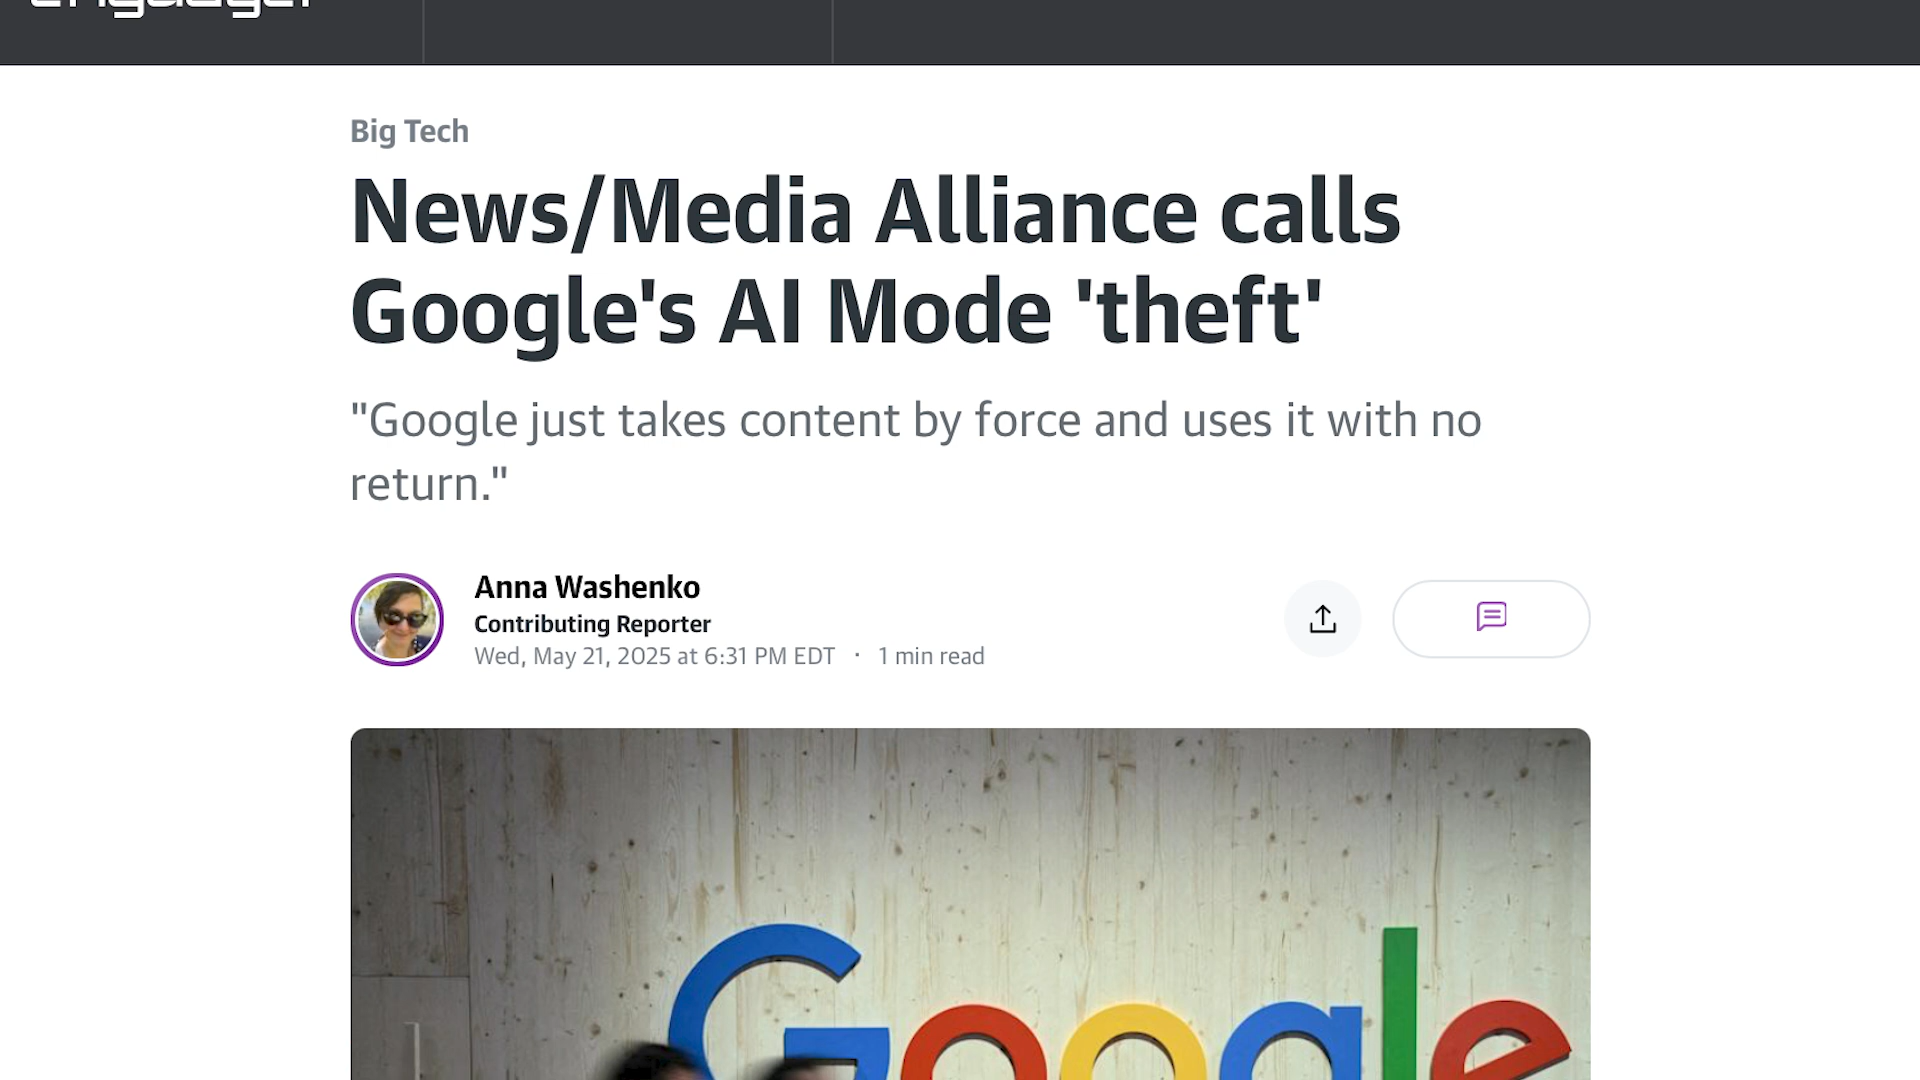 engadget
Big Tech
News/Media Alliance calls
Google's AI Mode 'theft'
"Google just takes content by force and uses it with no
return."
Anna Washenko
Contributing Reporter
Wed, May 21, 2025 at 6:31 PM EDT · 1 min read
Google